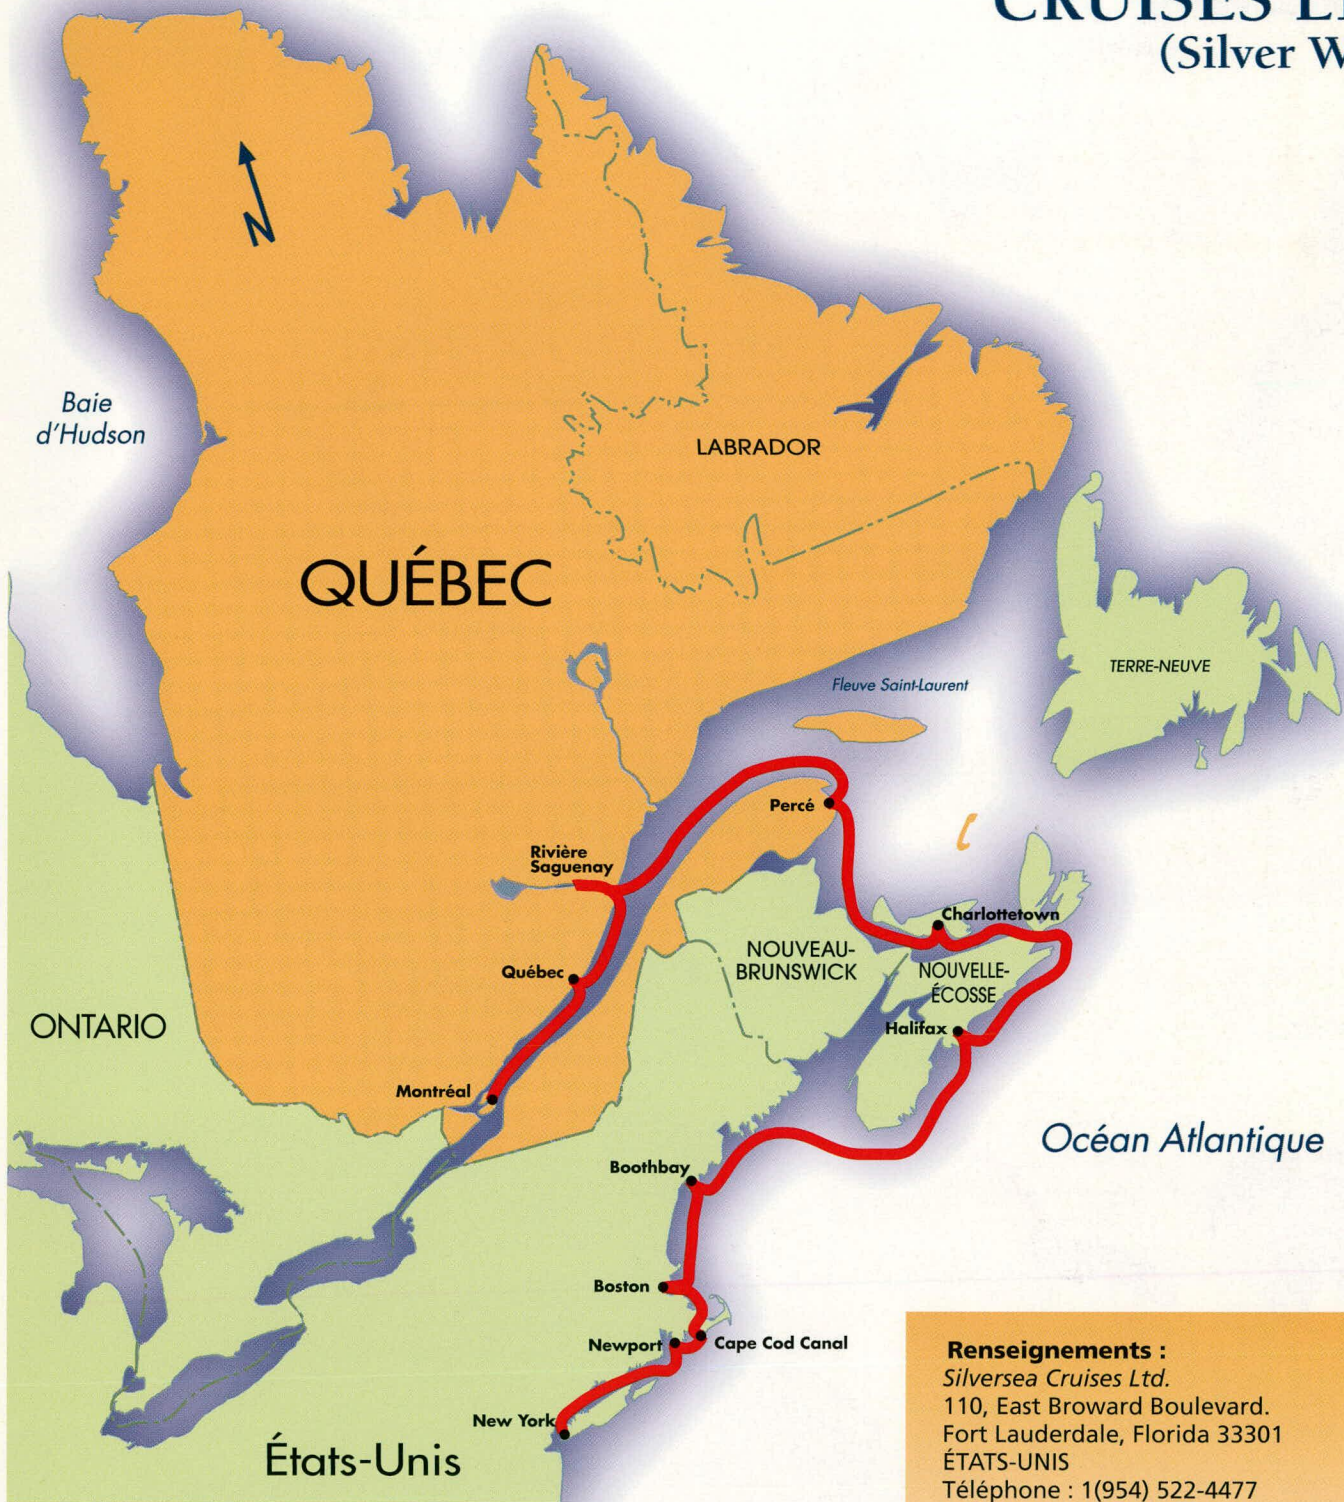 CRUISES
(Silver
N
Baie
d'Hudson
LABRADOR
QUÉBEC
TERRE-NEUVE
Fleuve Saint-Laurent
Percé
Rivière
Saguenay
Charlottetown
NOUVEAU-
BRUNSWICK
NOUVELLE-
ÉCOSSE
Québec
ONTARIO
Halifax
Montréal
Océan Atlantique
Boothbay
Boston
Newport
Cape Cod Canal
New York
États-Unis
Renseignements :
Silversea Cruises Ltd.
110, East Broward Boulevard.
Fort Lauderdale, Florida 33301
ÉTATS-UNIS
Téléphone : 1(954) 522-4477